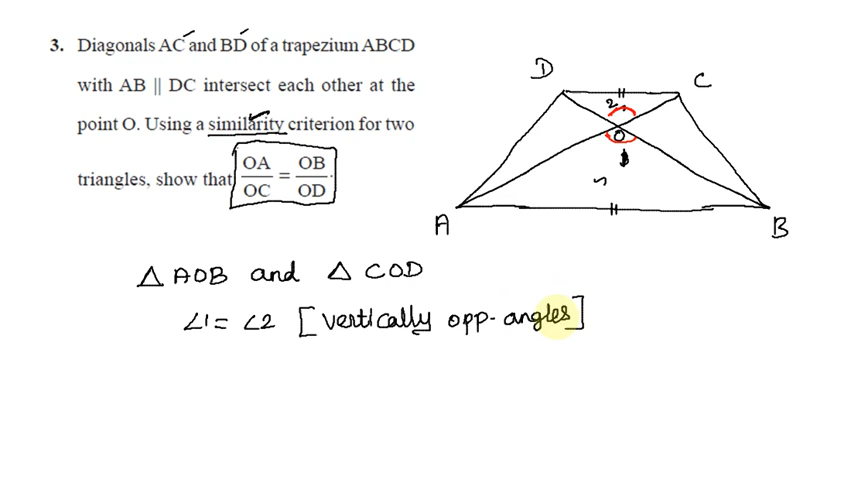 3. Diagonals AC and BD of a trapezium ABCD
with AB || DC intersect each other at the
point O. Using a similarity criterion for two
triangles, show that OA/OC = OB/OD.
D
C
2
O
1
A
B
△ AOB and △ COD
∠1 = ∠2 [vertically opp. angles]